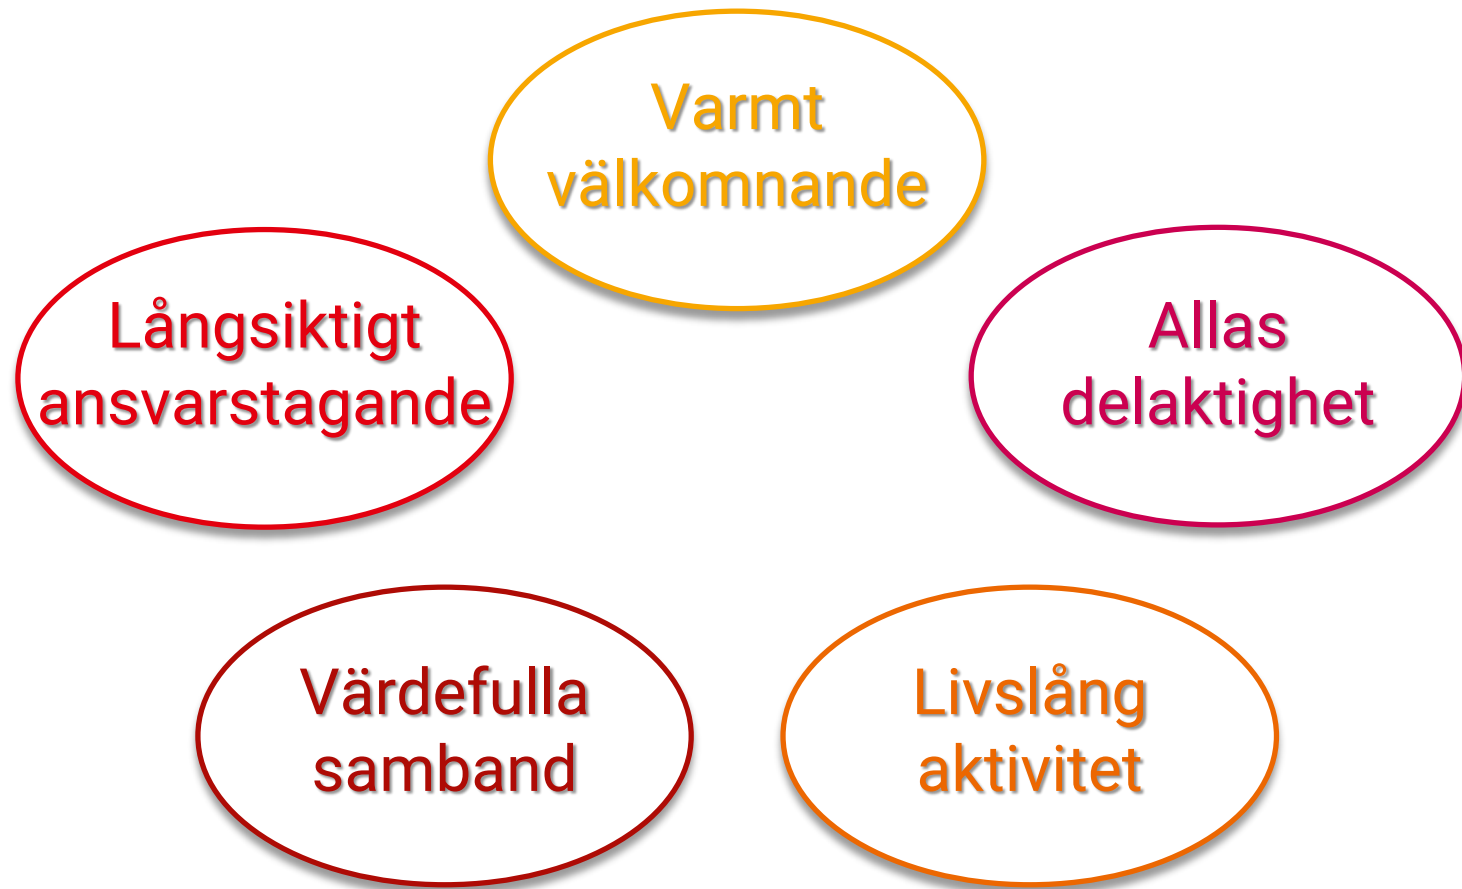 Varmt
välkomnande
Långsiktigt
ansvarstagande
Allas
delaktighet
Värdefulla
samband
Livslång
aktivitet